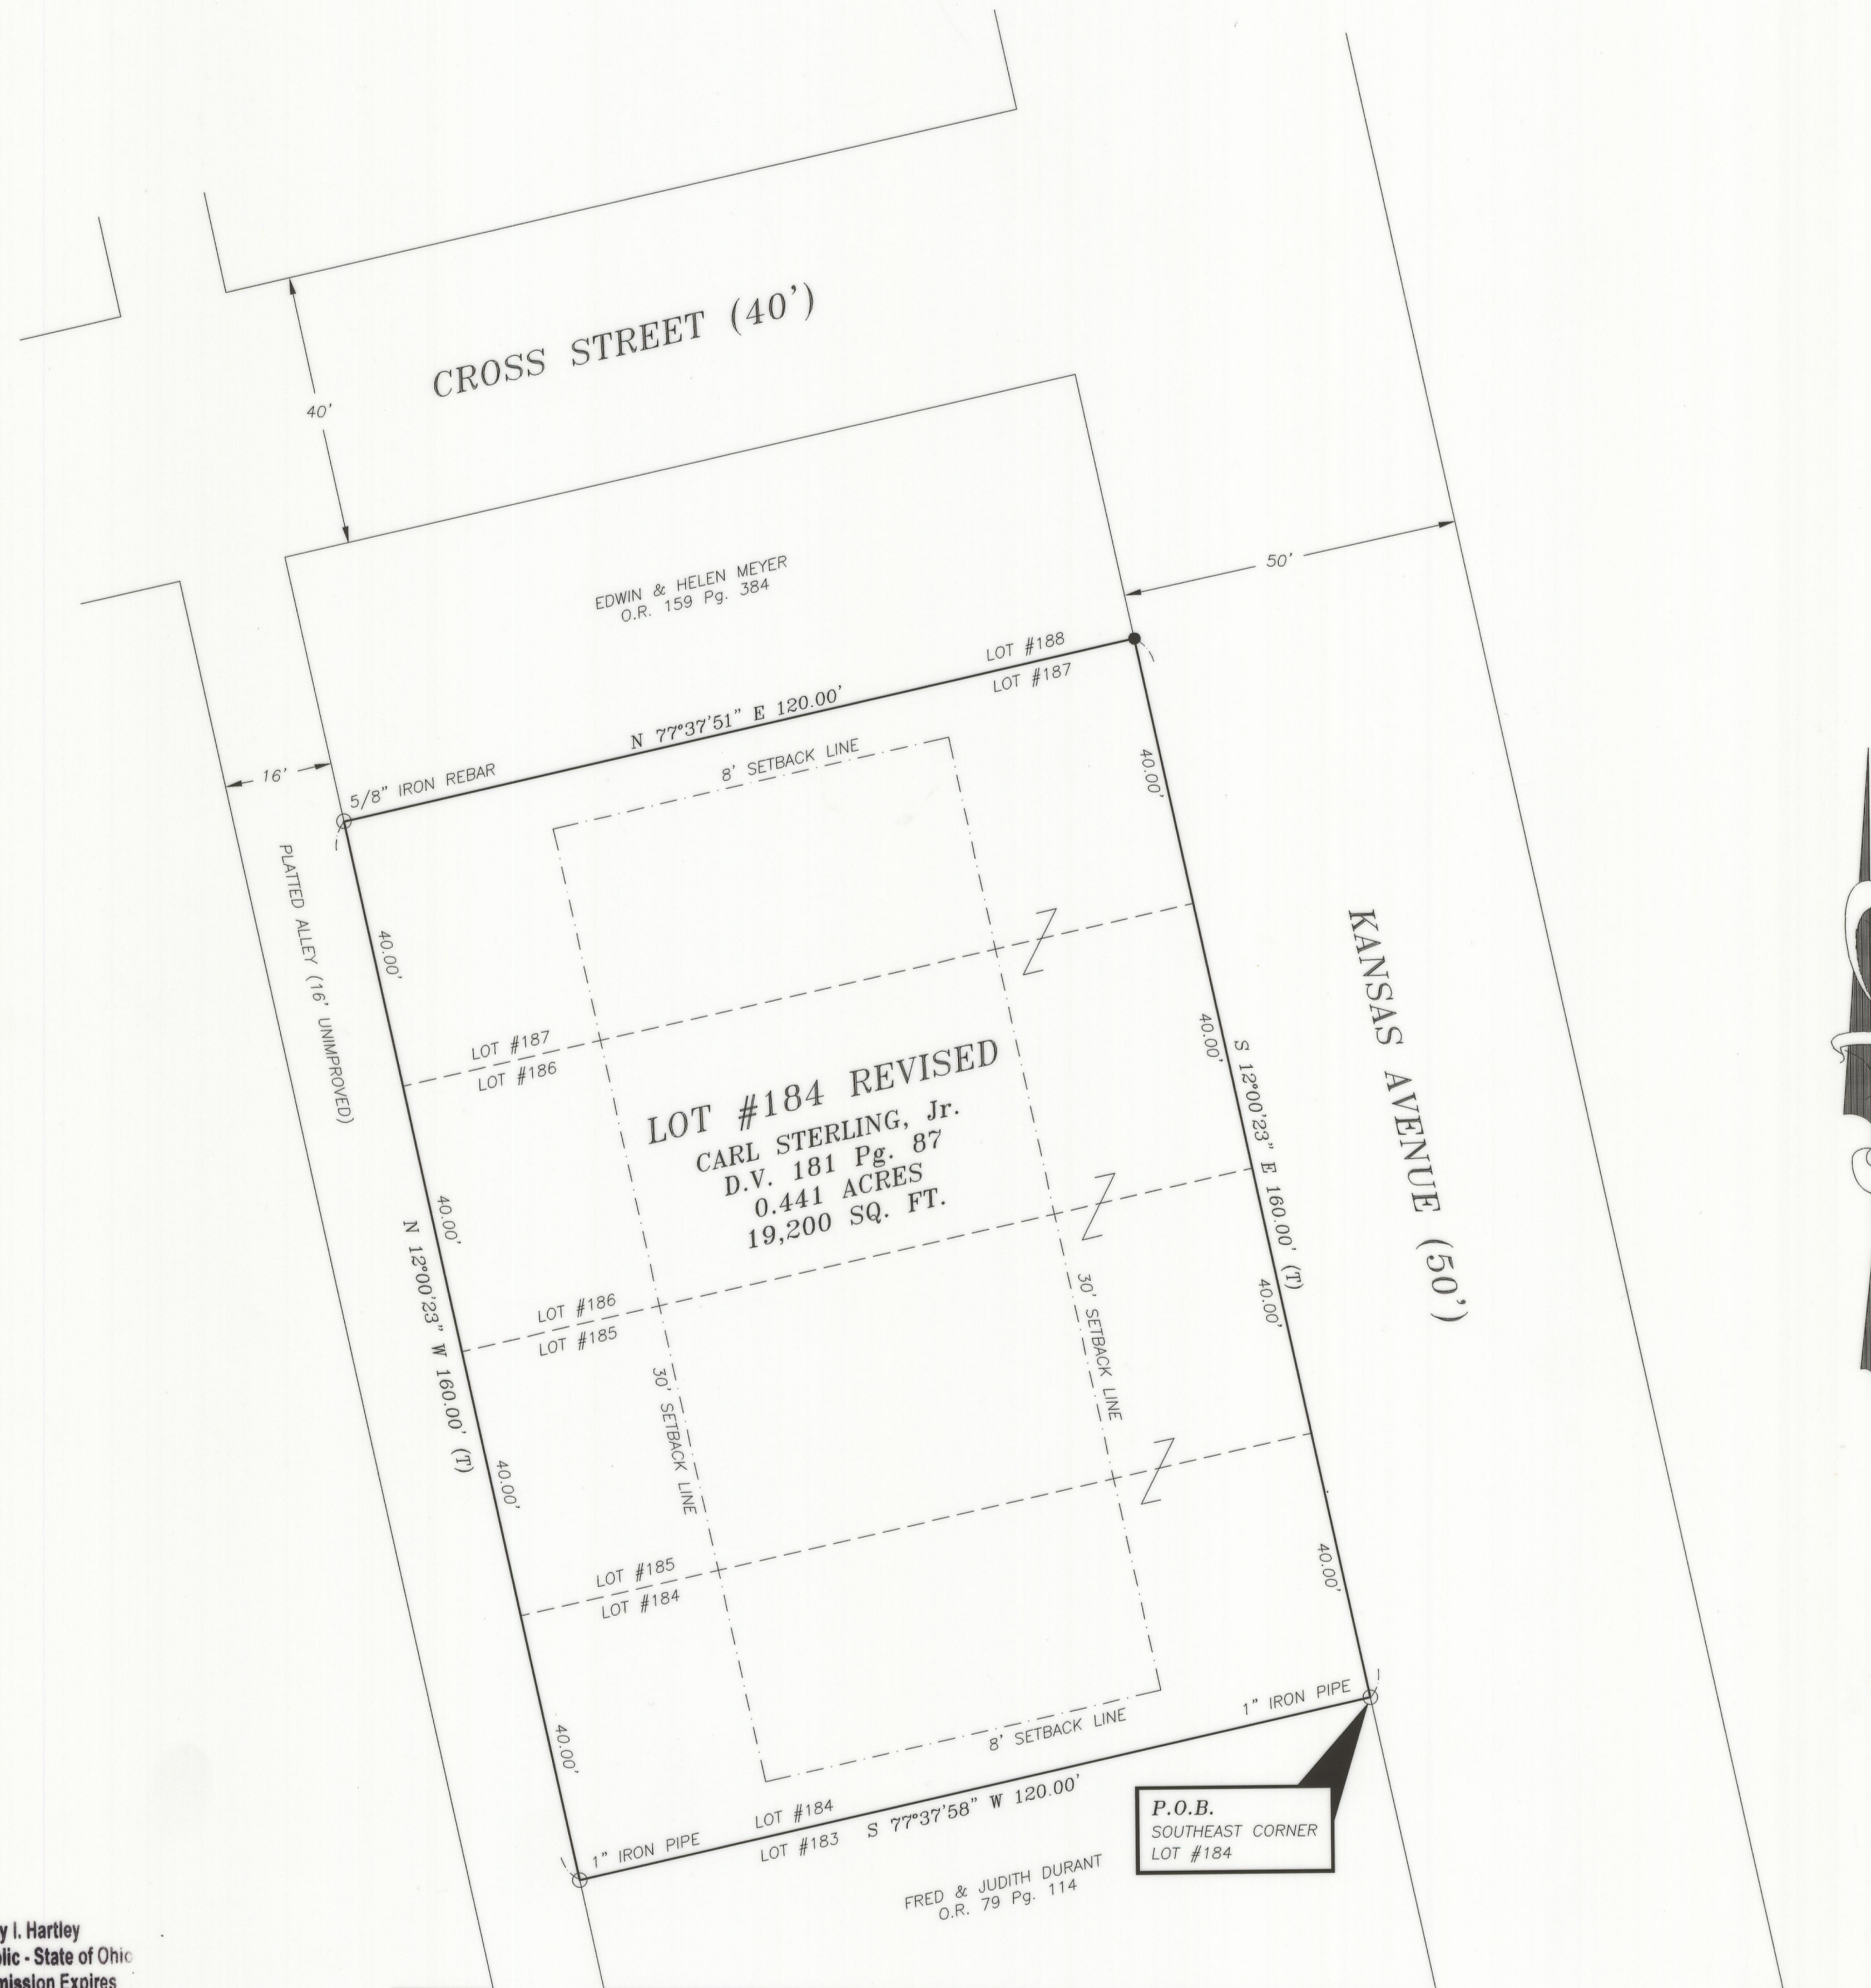 CROSS STREET (40')
40'
EDWIN & HELEN MEYER
O.R. 159 Pg. 384
50'
LOT #188
LOT #187
N 77°37'51" E 120.00'
8' SETBACK LINE
16'
5/8" IRON REBAR
40.00'
PLATTED ALLEY (16' UNIMPROVED)
40.00'
KANSAS AVENUE (50')
LOT #187
LOT #186
40.00'
S 12°00'23" E 160.00' (T)
LOT #184 REVISED
CARL STERLING, Jr.
D.V. 181 Pg. 87
0.441 ACRES
19,200 SQ. FT.
40.00'
N 12°00'23" W 160.00' (T)
LOT #186
LOT #185
40.00'
30' SETBACK LINE
30' SETBACK LINE
40.00'
LOT #185
LOT #184
40.00'
40.00'
1" IRON PIPE
8' SETBACK LINE
LOT #184
LOT #183
S 77°37'58" W 120.00'
1" IRON PIPE
P.O.B.
SOUTHEAST CORNER
LOT #184
FRED & JUDITH DURANT
O.R. 79 Pg. 114
y I. Hartley
lic - State of Ohio
mission Expires